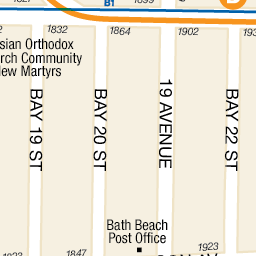 B1
1832
1864
1902
sian Orthodox
rch Community
ew Martyrs
BAY 19 ST
BAY 20 ST
19 AVENUE
BAY 22 ST
Bath Beach
Post Office
1847
1923